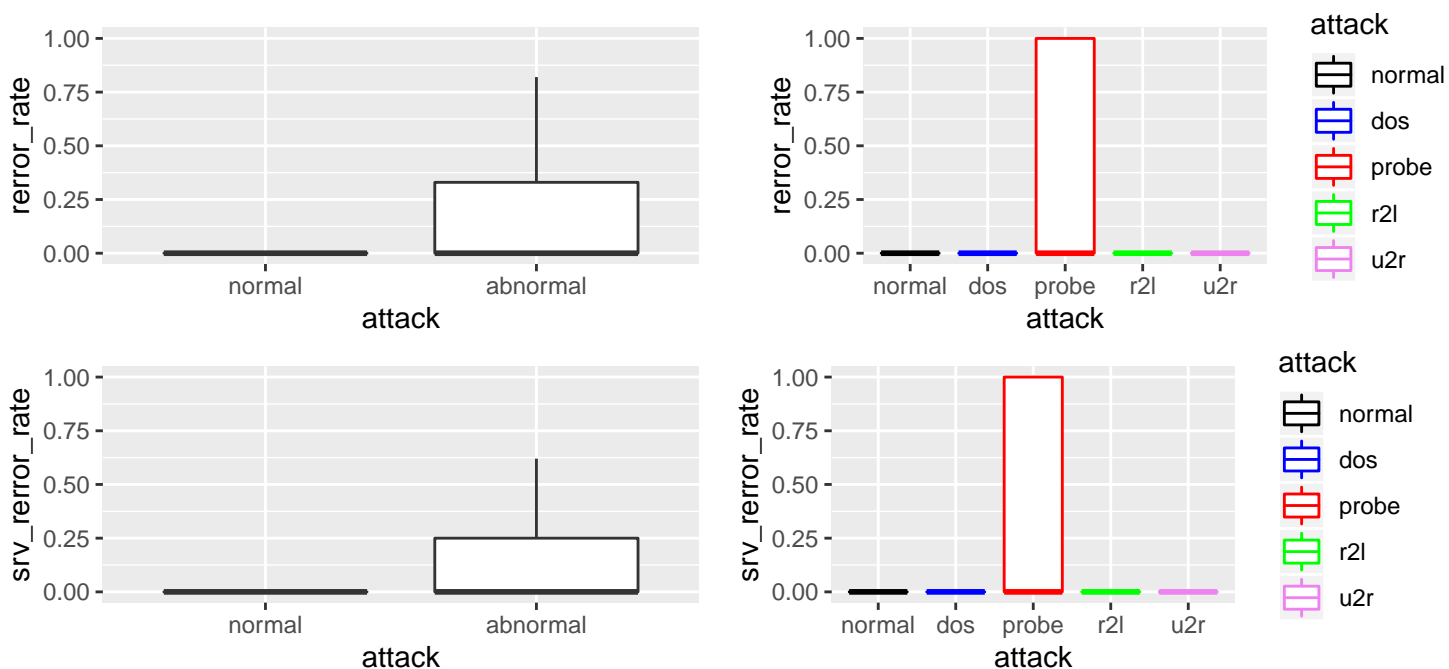 rerror_rate
1.00
0.75
0.50
0.25
0.00
normal abnormal
attack
rerror_rate
1.00
0.75
0.50
0.25
0.00
normal dos probe r2l u2r
attack
attack
normal
dos
probe
r2l
u2r
srv_rerror_rate
1.00
0.75
0.50
0.25
0.00
normal abnormal
attack
srv_rerror_rate
1.00
0.75
0.50
0.25
0.00
normal dos probe r2l u2r
attack
attack
normal
dos
probe
r2l
u2r